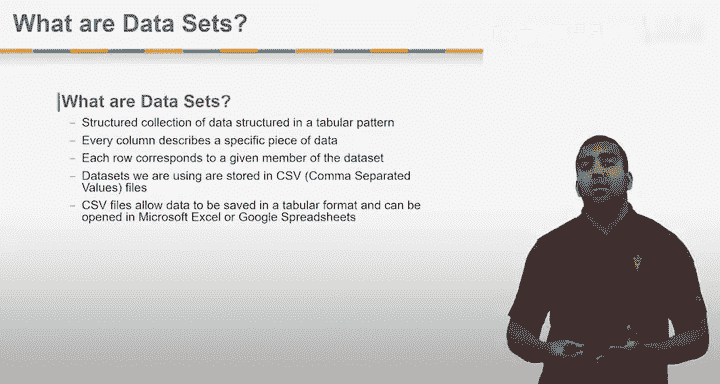 What are Data Sets?
What are Data Sets?
– Structured collection of data structured in a tabular pattern
– Every column describes a specific piece of data
– Each row corresponds to a given member of the dataset
– Datasets we are using are stored in CSV (Comma Separated
Values) files
– CSV files allow data to be saved in a tabular format and can be
opened in Microsoft Excel or Google Spreadsheets